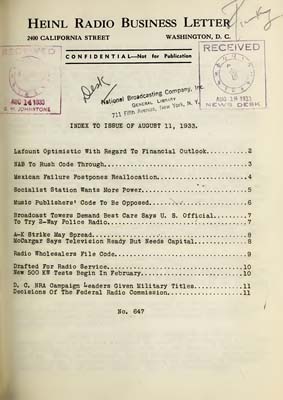 HEINL RADIO BUSINESS LETTER
2400 CALIFORNIA STREET WASHINGTON, D. C.
CONFIDENTIAL—Not for Publication
RECEIVED
AUG 14 1933
G. W. JOHNSTONE
Desk
National Broadcasting Company, Inc.
GENERAL LIBRARY
711 Fifth Avenue, New York, N. Y.
RECEIVED
AUG 18 1933
NEWS DESK
INDEX TO ISSUE OF AUGUST 11, 1933.
Lafount Optimistic With Regard To Financial Outlook..........2
NAB To Rush Code Through..........3
Mexican Failure Postpones Reallocation..........4
Socialist Station Wants More Power..........5
Music Publishers' Code To Be Opposed..........6
Broadcast Towers Demand Best Care Says U. S. Official..........7
To Try 2-Way Police Radio..........7
A-K Strike May Spread..........8
McCargar Says Television Ready But Needs Capital..........8
Radio Wholesalers File Code..........9
Drafted For Radio Service..........10
New 500 KW Tests Begin In February..........10
D. C. NRA Campaign Leaders Given Military Titles..........11
Decisions Of The Federal Radio Commission..........11
No. 647